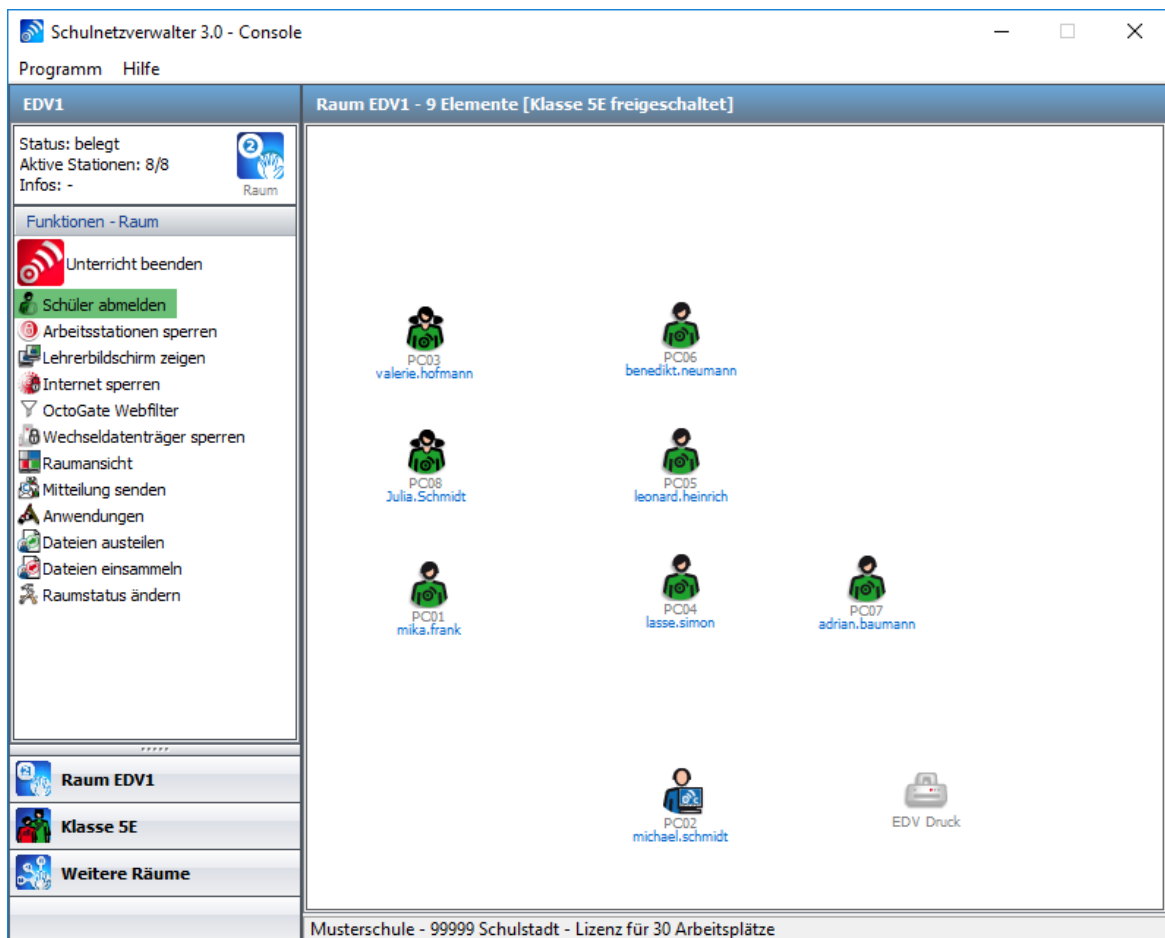 Schulnetzverwalter 3.0 - Console
Programm Hilfe
EDV1
Status: belegt
Aktive Stationen: 8/8
Infos: -
2
Raum
Funktionen - Raum
Unterricht beenden
Schüler abmelden
Arbeitsstationen sperren
Lehrerbildschirm zeigen
Internet sperren
OctoGate Webfilter
Wechseldatenträger sperren
Raumansicht
Mitteilung senden
Anwendungen
Dateien austeilen
Dateien einsammeln
Raumstatus ändern
2
Raum EDV1
Klasse 5E
Weitere Räume
Raum EDV1 - 9 Elemente [Klasse 5E freigeschaltet]
PC03
valerie.hofmann
PC06
benedikt.neumann
PC08
Julia.Schmidt
PC05
leonard.heinrich
PC01
mika.frank
PC04
lasse.simon
PC07
adrian.baumann
PC02
michael.schmidt
EDV Druck
Musterschule - 99999 Schulstadt - Lizenz für 30 Arbeitsplätze